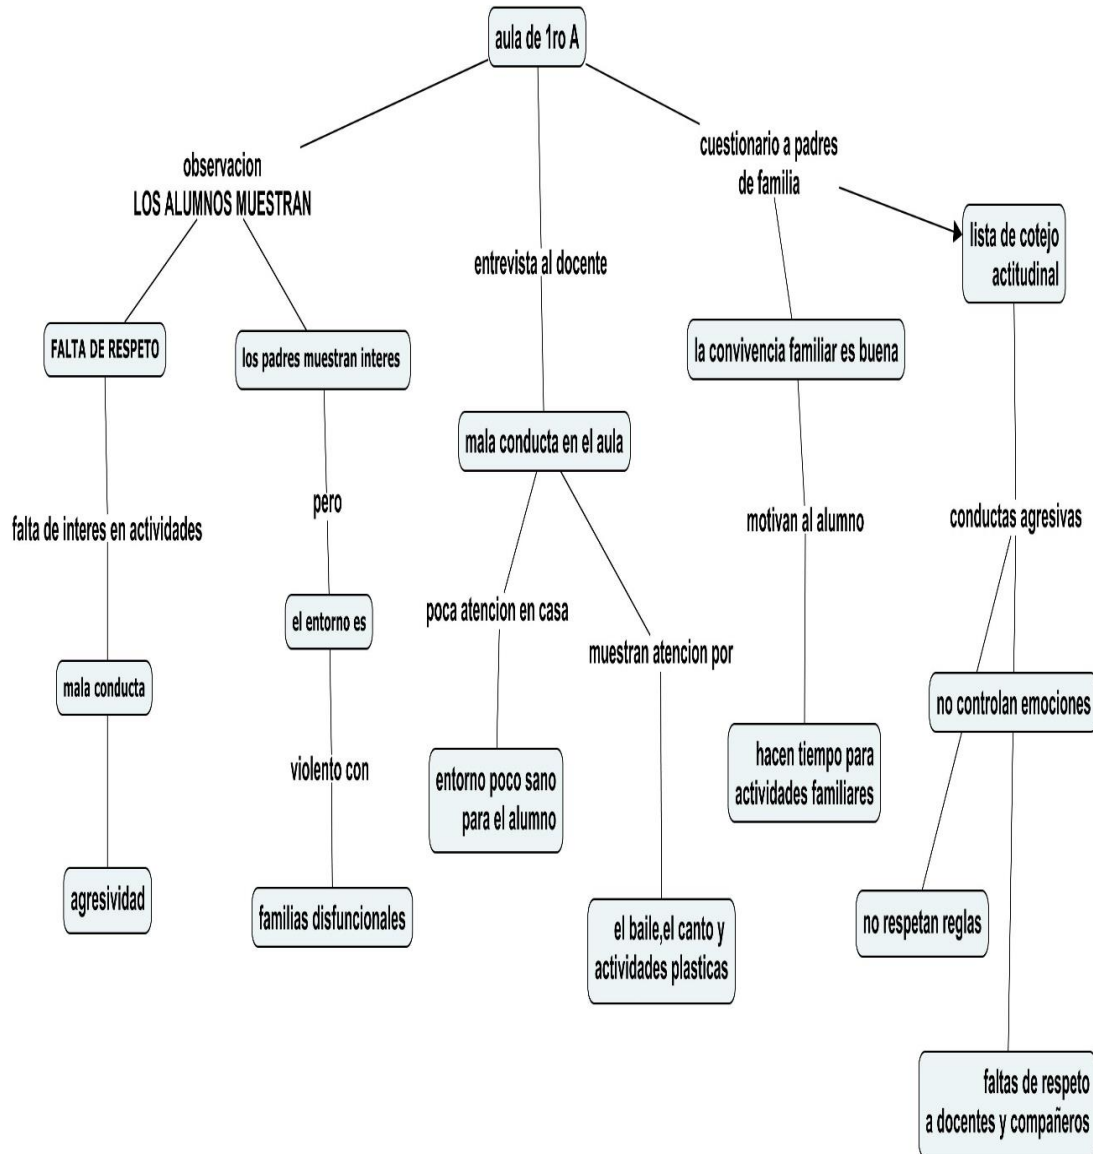 aula de 1ro A
observacion
LOS ALUMNOS MUESTRAN
cuestionario a padres
de familia
entrevista al docente
lista de cotejo
actitudinal
FALTA DE RESPETO
los padres muestran interes
la convivencia familiar es buena
mala conducta en el aula
falta de interes en actividades
pero
motivan al alumno
conductas agresivas
poca atencion en casa
el entorno es
muestran atencion por
mala conducta
no controlan emociones
violento con
entorno poco sano
para el alumno
hacen tiempo para
actividades familiares
agresividad
familias disfuncionales
el baile,el canto y
actividades plasticas
no respetan reglas
faltas de respeto
a docentes y compañeros